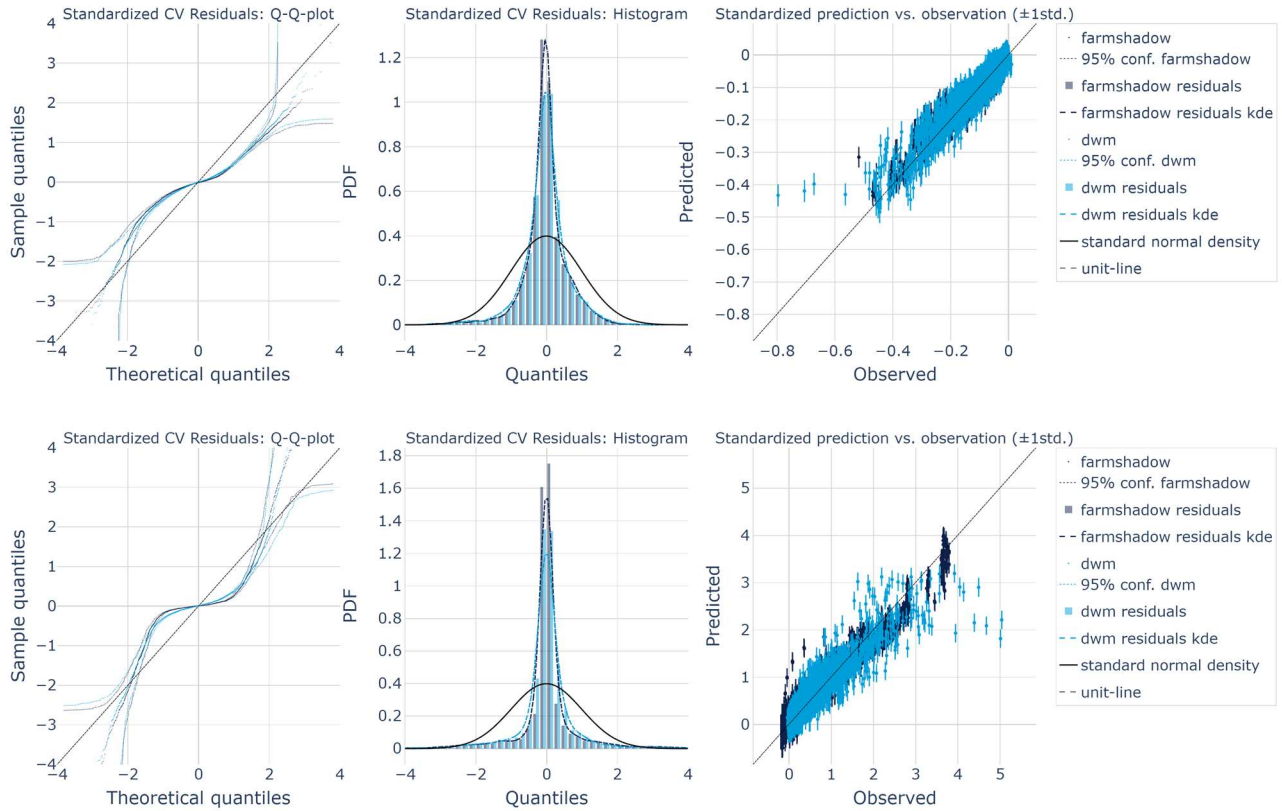 Standardized CV Residuals: Q-Q-plot
Standardized CV Residuals: Histogram
Standardized prediction vs. observation (±1std.)
4
3
2
1
0
−1
−2
−3
−4
Sample quantiles
−4
−2
0
2
4
Theoretical quantiles
1.2
1
0.8
0.6
0.4
0.2
0
PDF
−4
−2
0
2
4
Quantiles
0
−0.1
−0.2
−0.3
−0.4
−0.5
−0.6
−0.7
−0.8
Predicted
−0.8
−0.6
−0.4
−0.2
0
Observed
farmshadow
95% conf. farmshadow
farmshadow residuals
farmshadow residuals kde
dwm
95% conf. dwm
dwm residuals
dwm residuals kde
standard normal density
unit-line
Standardized CV Residuals: Q-Q-plot
Standardized CV Residuals: Histogram
Standardized prediction vs. observation (±1std.)
4
3
2
1
0
−1
−2
−3
−4
Sample quantiles
−4
−2
0
2
4
Theoretical quantiles
1.8
1.6
1.4
1.2
1
0.8
0.6
0.4
0.2
0
PDF
−4
−2
0
2
4
Quantiles
5
4
3
2
1
0
Predicted
0
1
2
3
4
5
Observed
farmshadow
95% conf. farmshadow
farmshadow residuals
farmshadow residuals kde
dwm
95% conf. dwm
dwm residuals
dwm residuals kde
standard normal density
unit-line